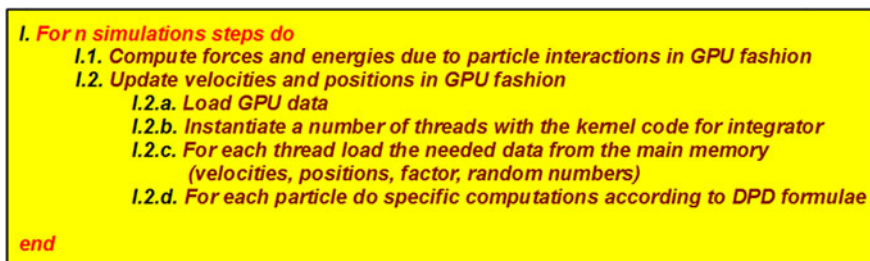 I. For n simulations steps do
I.1. Compute forces and energies due to particle interactions in GPU fashion
I.2. Update velocities and positions in GPU fashion
I.2.a. Load GPU data
I.2.b. Instantiate a number of threads with the kernel code for integrator
I.2.c. For each thread load the needed data from the main memory
(velocities, positions, factor, random numbers)
I.2.d. For each particle do specific computations according to DPD formulae
end